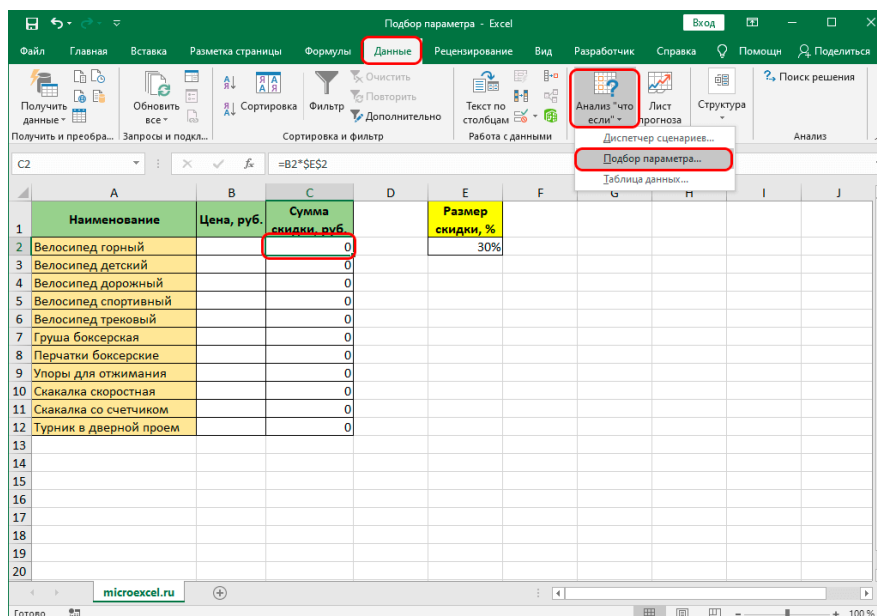 Подбор параметра - Excel
Вход
Файл Главная Вставка Разметка страницы Формулы Данные Рецензирование Вид Разработчик Справка Помощн Поделиться
Получить данные
Обновить все
Сортировка
Фильтр
Очистить
Повторить
Дополнительно
Текст по столбцам
Анализ "что если"
Лист прогноза
Структура
Поиск решения
Получить и преобра... Запросы и подкл... Сортировка и фильтр Работа с данными Анализ
Диспетчер сценариев...
Подбор параметра...
Таблица данных...
C2 fx =B2*$E$2
A B C D E F G H I J
1 Наименование Цена, руб. Сумма скидки, руб. Размер скидки, %
2 Велосипед горный 0 30%
3 Велосипед детский 0
4 Велосипед дорожный 0
5 Велосипед спортивный 0
6 Велосипед трековый 0
7 Груша боксерская 0
8 Перчатки боксерские 0
9 Упоры для отжимания 0
10 Скакалка скоростная 0
11 Скакалка со счетчиком 0
12 Турник в дверной проем 0
13
14
15
16
17
18
19
20
microexcel.ru
Готово 100 %